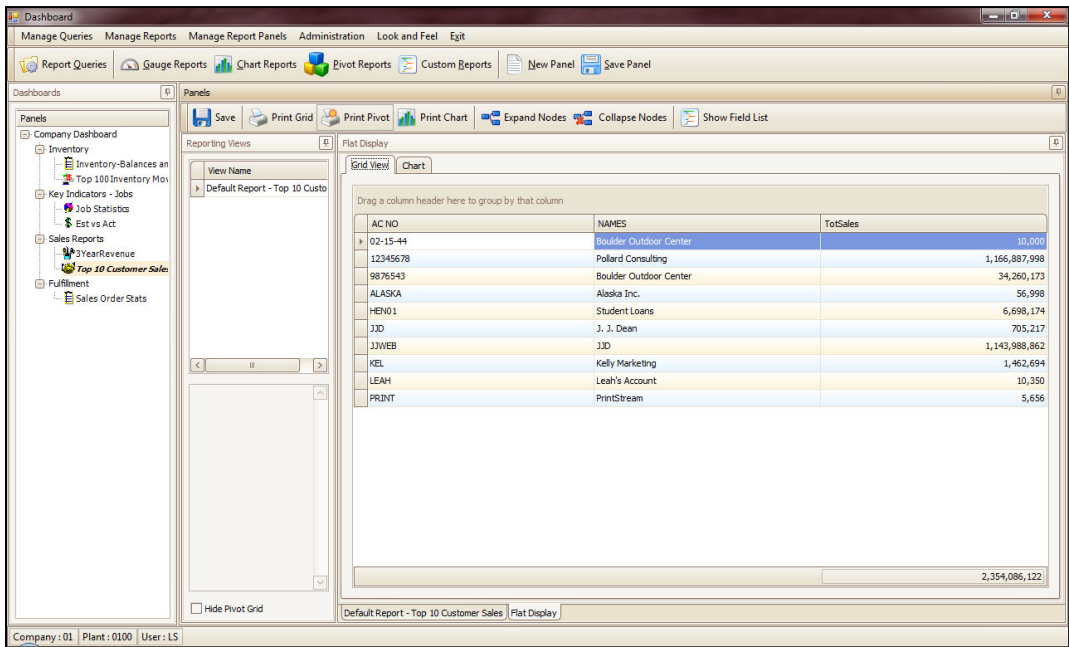 Dashboard
Manage Queries Manage Reports Manage Report Panels Administration Look and Feel Exit
Report Queries Gauge Reports Chart Reports Pivot Reports Custom Reports New Panel Save Panel
Dashboards
Panels
Panels
Company Dashboard
Inventory
Inventory-Balances an
Top 100 Inventory Mov
Key Indicators - Jobs
Job Statistics
Est vs Act
Sales Reports
3YearRevenue
Top 10 Customer Sale
Fulfilment
Sales Order Stats
Save Print Grid Print Pivot Print Chart Expand Nodes Collapse Nodes Show Field List
Reporting Views
View Name
Default Report - Top 10 Custo
Hide Pivot Grid
Flat Display
Grid View Chart
Drag a column header here to group by that column
AC NO NAMES TotSales
02-15-44 Boulder Outdoor Center 10,000
12345678 Pollard Consulting 1,166,887,998
9876543 Boulder Outdoor Center 34,260,173
ALASKA Alaska Inc. 56,998
HEN01 Student Loans 6,698,174
JJD J. J. Dean 705,217
JJWEB JJD 1,143,988,862
KEL Kelly Marketing 1,462,694
LEAH Leah's Account 10,350
PRINT PrintStream 5,656
2,354,086,122
Default Report - Top 10 Customer Sales Flat Display
Company : 01 Plant : 0100 User : LS